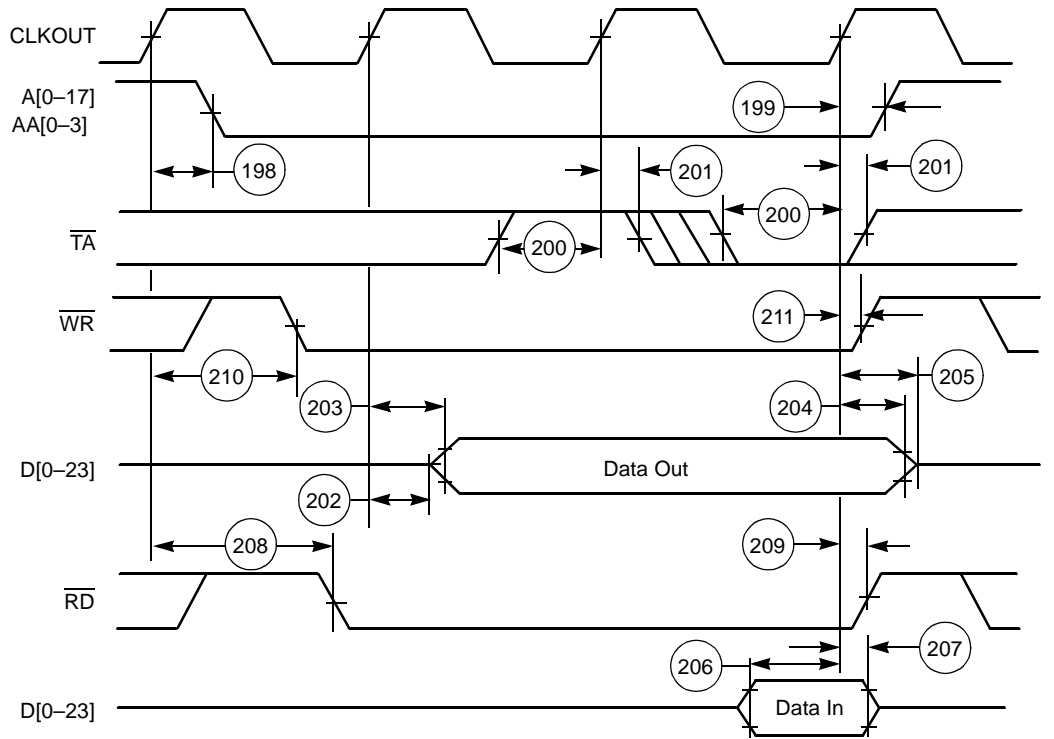 CLKOUT
A[0–17]
AA[0–3]
199
198
201
201
TA
200
200
WR
211
210
205
203
204
D[0–23]
Data Out
202
208
209
RD
206
207
D[0–23]
Data In